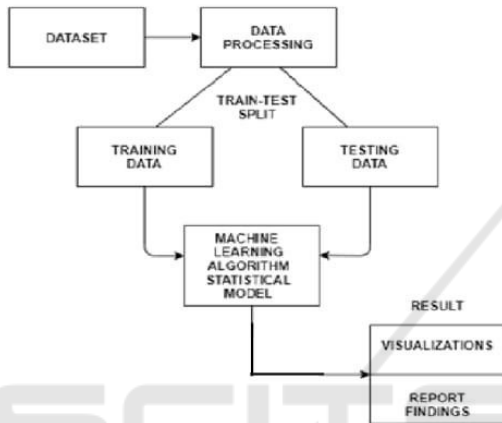 DATASET
DATA
PROCESSING
TRAIN-TEST
SPLIT
TRAINING
DATA
TESTING
DATA
MACHINE
LEARNING
ALGORITHM
STATISTICAL
MODEL
RESULT
VISUALIZATIONS
REPORT
FINDINGS